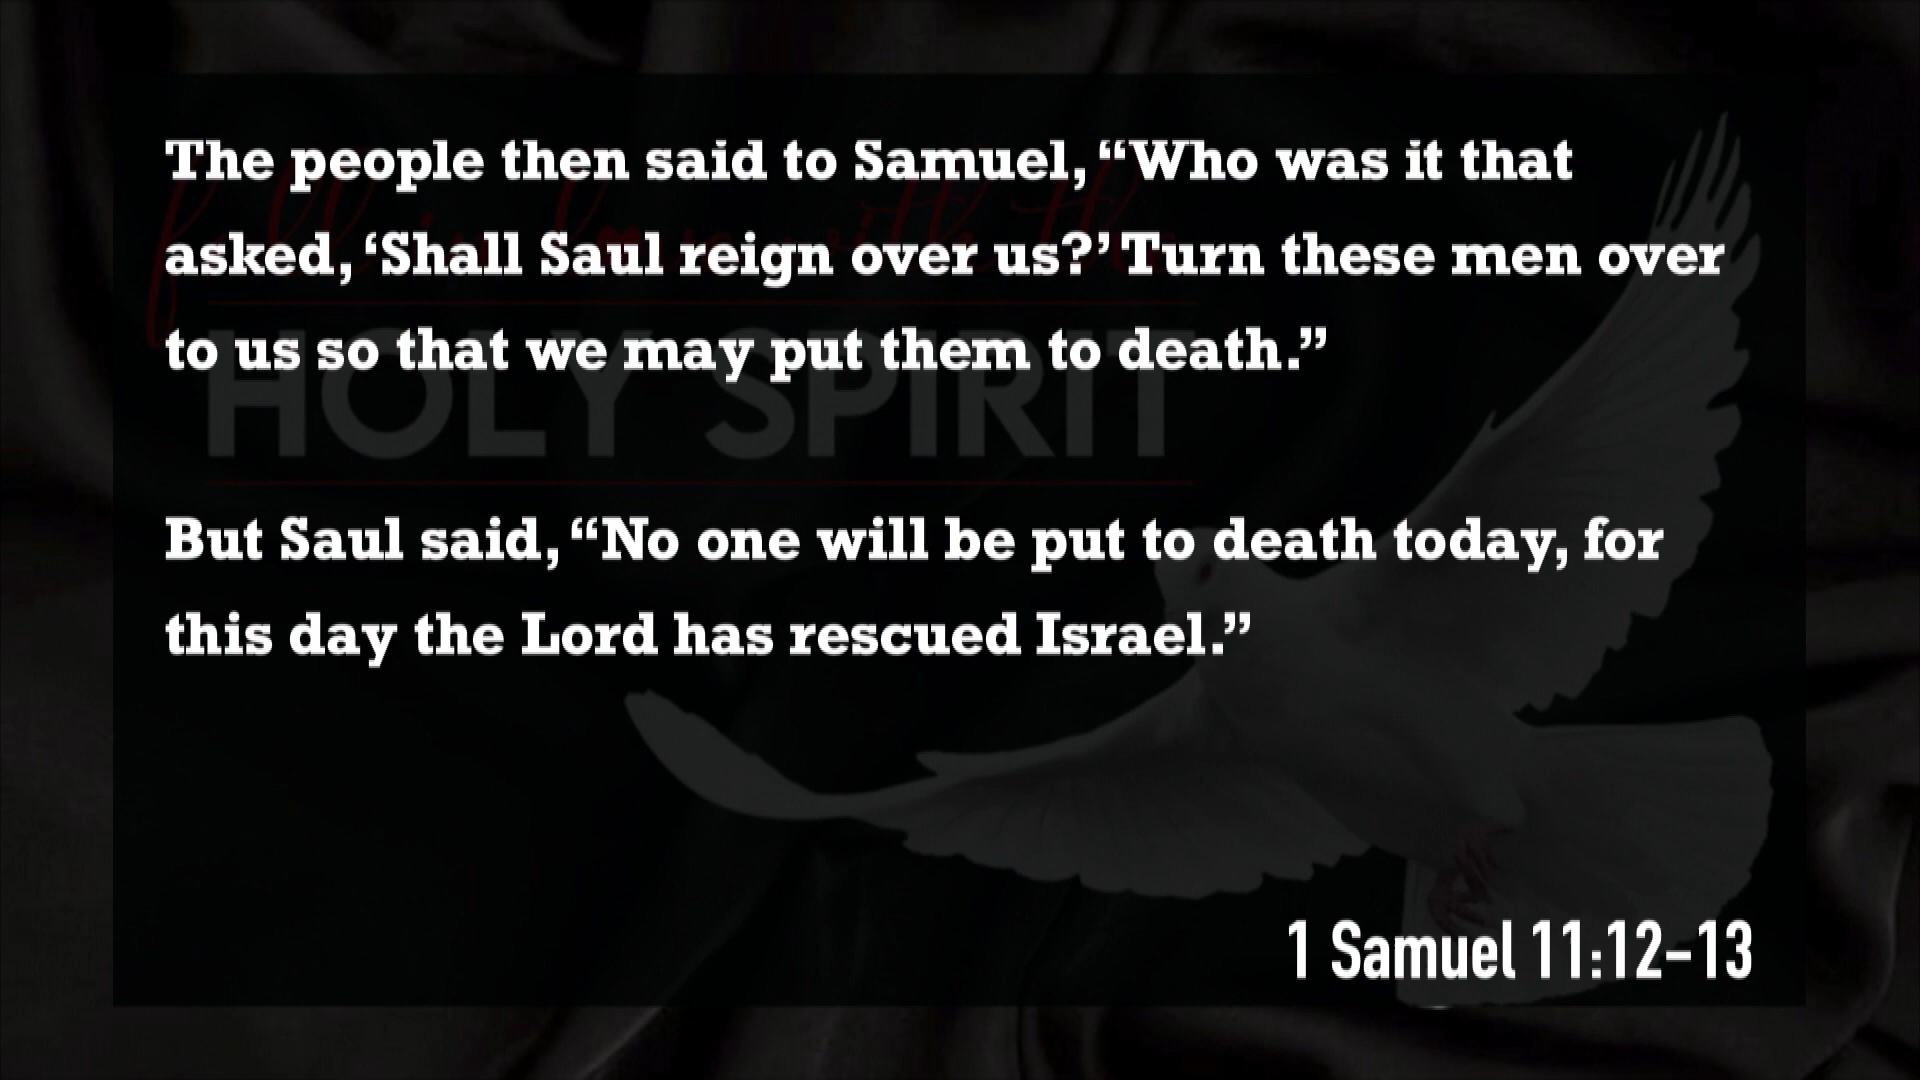 The people then said to Samuel, “Who was it that
asked, ‘Shall Saul reign over us?’ Turn these men over
to us so that we may put them to death.”
HOLY SPIRIT
But Saul said, “No one will be put to death today, for
this day the Lord has rescued Israel.”
1 Samuel 11:12–13